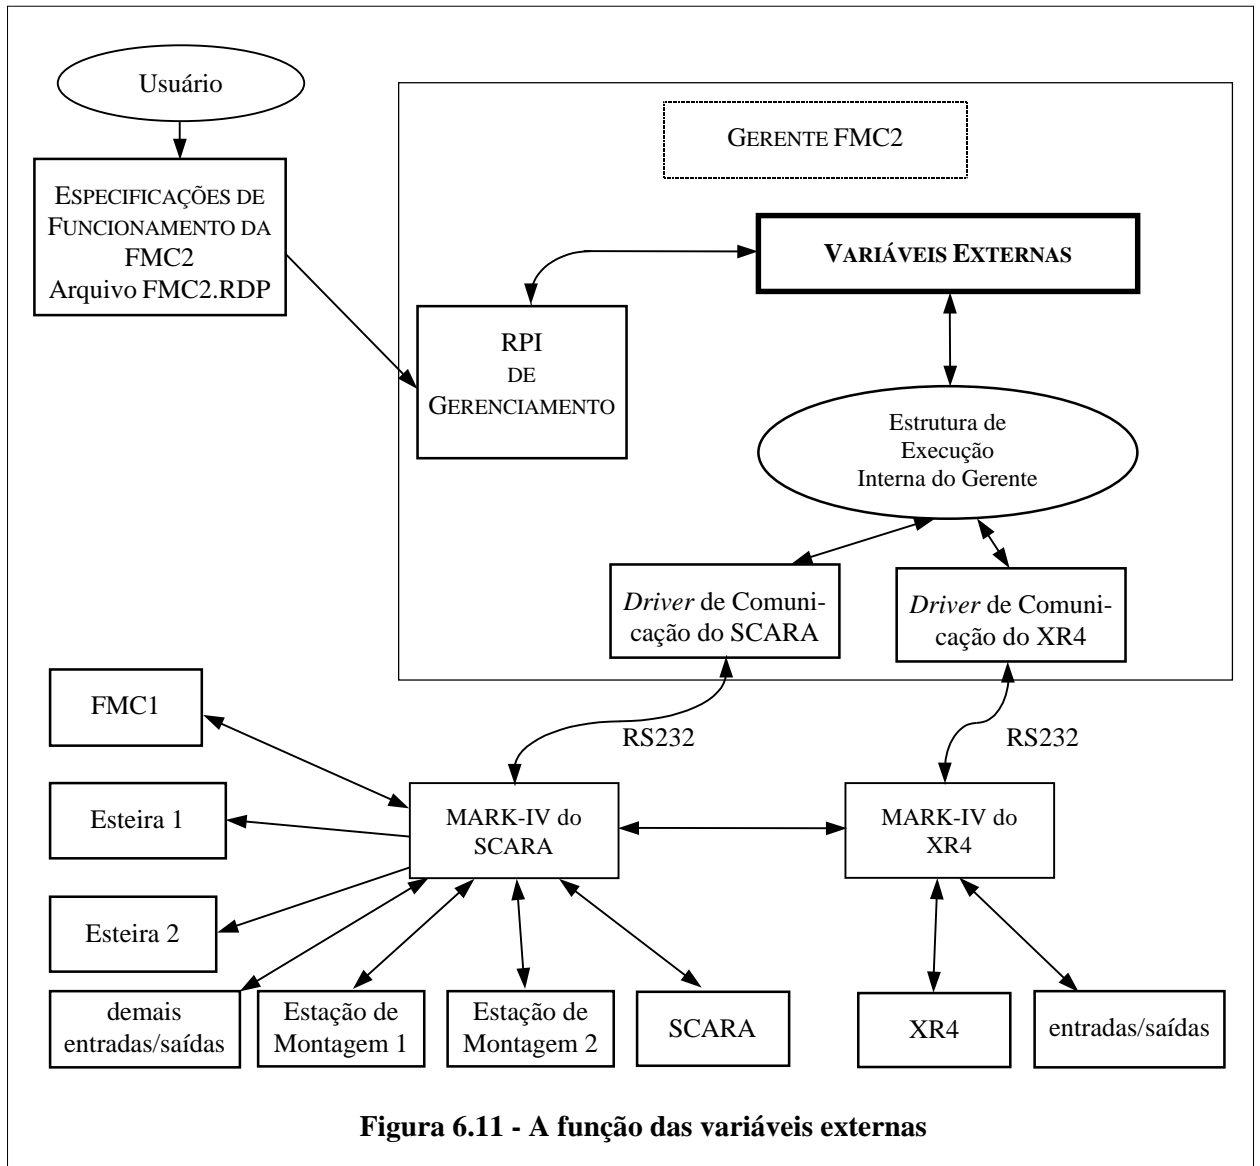 Usuário
ESPECIFICAÇÕES DE
FUNCIONAMENTO DA
FMC2
Arquivo FMC2.RDP
GERENTE FMC2
VARIÁVEIS EXTERNAS
RPI
DE
GERENCIAMENTO
Estrutura de
Execução
Interna do Gerente
Driver de Comuni-
cação do SCARA
Driver de Comuni-
cação do XR4
FMC1
RS232
RS232
Esteira 1
MARK-IV do
SCARA
MARK-IV do
XR4
Esteira 2
demais
entradas/saídas
Estação de
Montagem 1
Estação de
Montagem 2
SCARA
XR4
entradas/saídas
Figura 6.11 - A função das variáveis externas